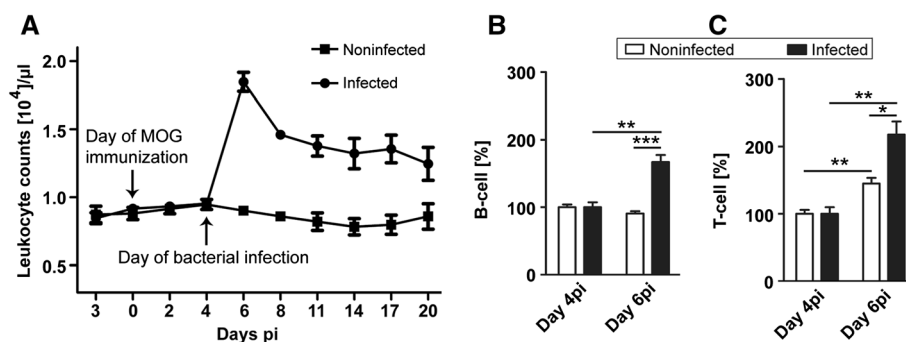 A
Leukocyte counts [10⁴]/µl
2.0
1.5
1.0
0.5
Noninfected
Infected
Day of MOG
immunization
Day of bacterial infection
3 0 2 4 6 8 11 14 17 20
Days pi
B
C
Noninfected Infected
B-cell [%]
300
200
100
0
**
***
Day 4pi Day 6pi
T-cell [%]
300
200
100
0
**
*
**
Day 4pi Day 6pi